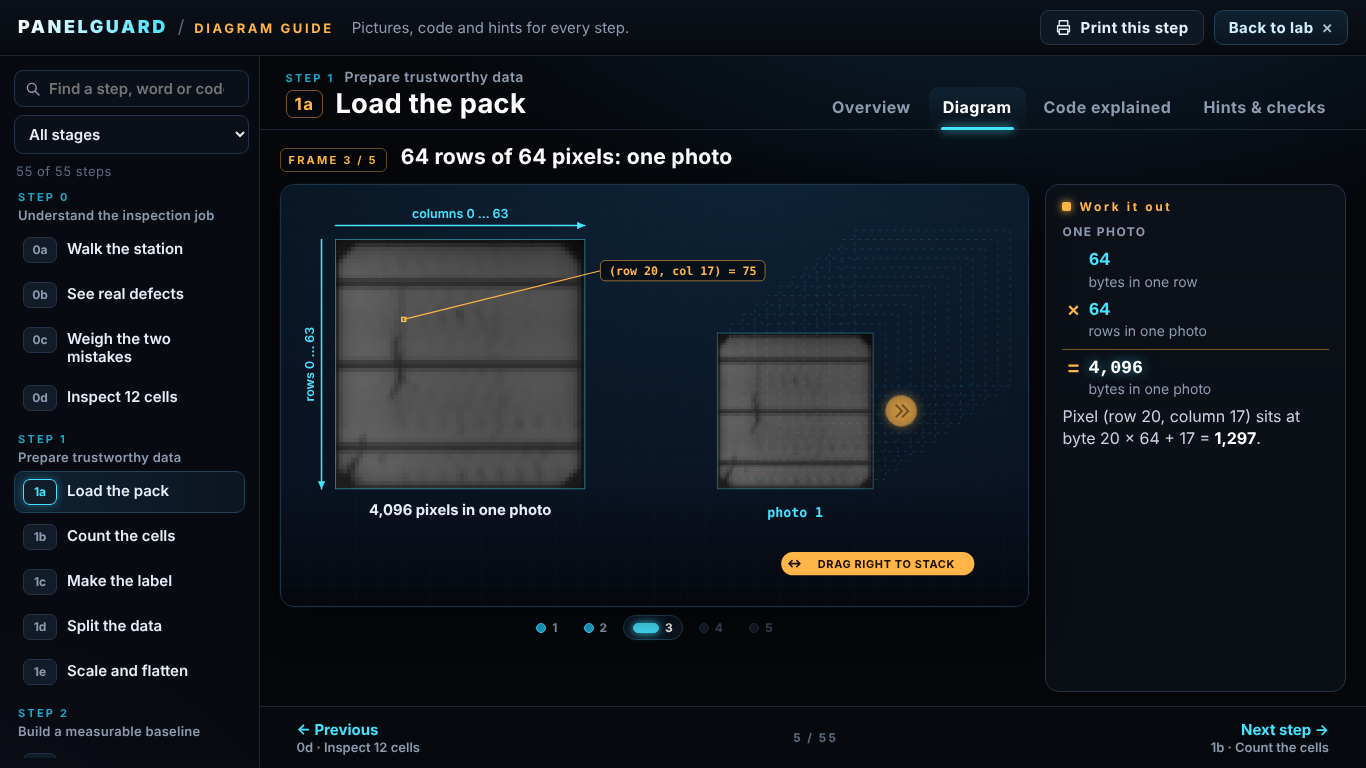 PANELGUARD / DIAGRAM GUIDE Pictures, code and hints for every step.
Print this step
Back to lab ×
Find a step, word or cod
All stages
55 of 55 steps
STEP 0
Understand the inspection job
0a Walk the station
0b See real defects
0c Weigh the two
mistakes
0d Inspect 12 cells
STEP 1
Prepare trustworthy data
1a Load the pack
1b Count the cells
1c Make the label
1d Split the data
1e Scale and flatten
STEP 2
Build a measurable baseline
STEP 1 Prepare trustworthy data
1a Load the pack
Overview
Diagram
Code explained
Hints & checks
FRAME 3 / 5 64 rows of 64 pixels: one photo
columns 0 ... 63
rows 0 ... 63
(row 20, col 17) = 75
4,096 pixels in one photo
photo 1
DRAG RIGHT TO STACK
1
2
3
4
5
Work it out
ONE PHOTO
64
bytes in one row
× 64
rows in one photo
= 4,096
bytes in one photo
Pixel (row 20, column 17) sits at
byte 20 × 64 + 17 = 1,297.
← Previous
0d · Inspect 12 cells
5 / 55
Next step →
1b · Count the cells